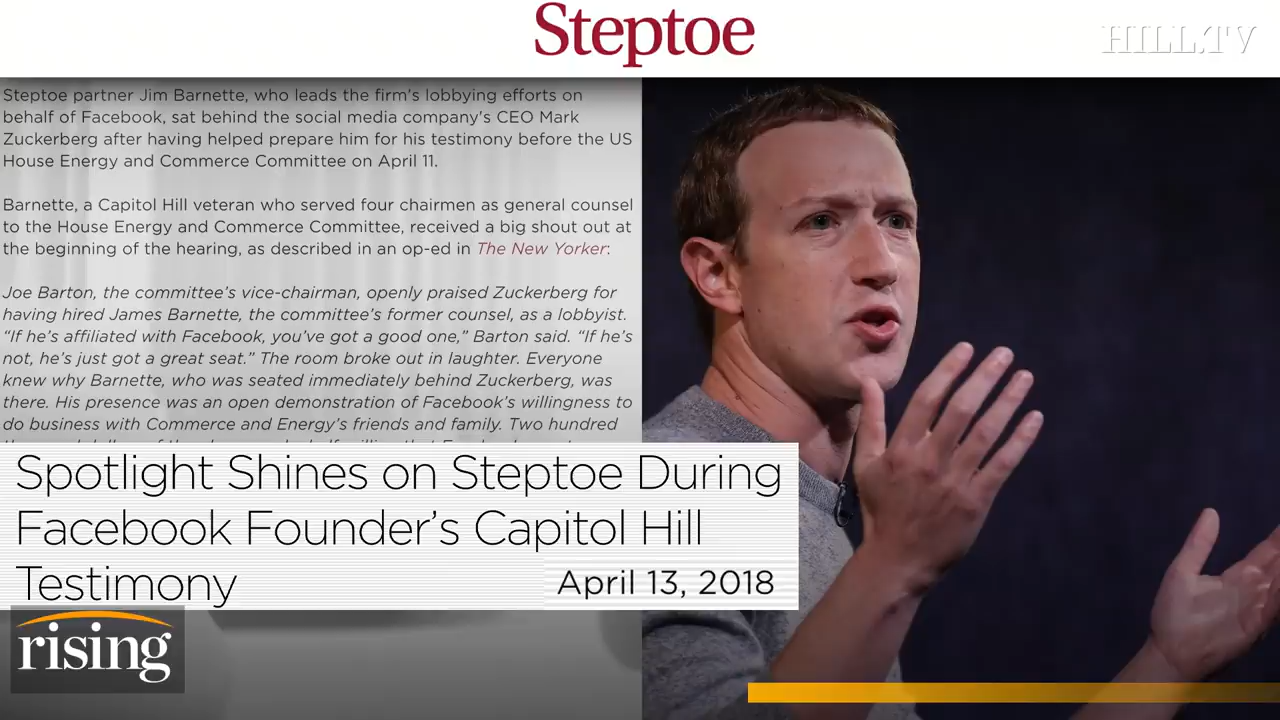 Steptoe
HILL.TV
Steptoe partner Jim Barnette, who leads the firm's lobbying efforts on
behalf of Facebook, sat behind the social media company's CEO Mark
Zuckerberg after having helped prepare him for his testimony before the US
House Energy and Commerce Committee on April 11.
Barnette, a Capitol Hill veteran who served four chairmen as general counsel
to the House Energy and Commerce Committee, received a big shout out at
the beginning of the hearing, as described in an op-ed in The New Yorker:
Joe Barton, the committee's vice-chairman, openly praised Zuckerberg for
having hired James Barnette, the committee's former counsel, as a lobbyist.
“If he's affiliated with Facebook, you've got a good one,” Barton said. “If he's
not, he's just got a great seat.” The room broke out in laughter. Everyone
knew why Barnette, who was seated immediately behind Zuckerberg, was
there. His presence was an open demonstration of Facebook's willingness to
do business with Commerce and Energy's friends and family. Two hundred
Spotlight Shines on Steptoe During
Facebook Founder's Capitol Hill
Testimony
April 13, 2018
rising